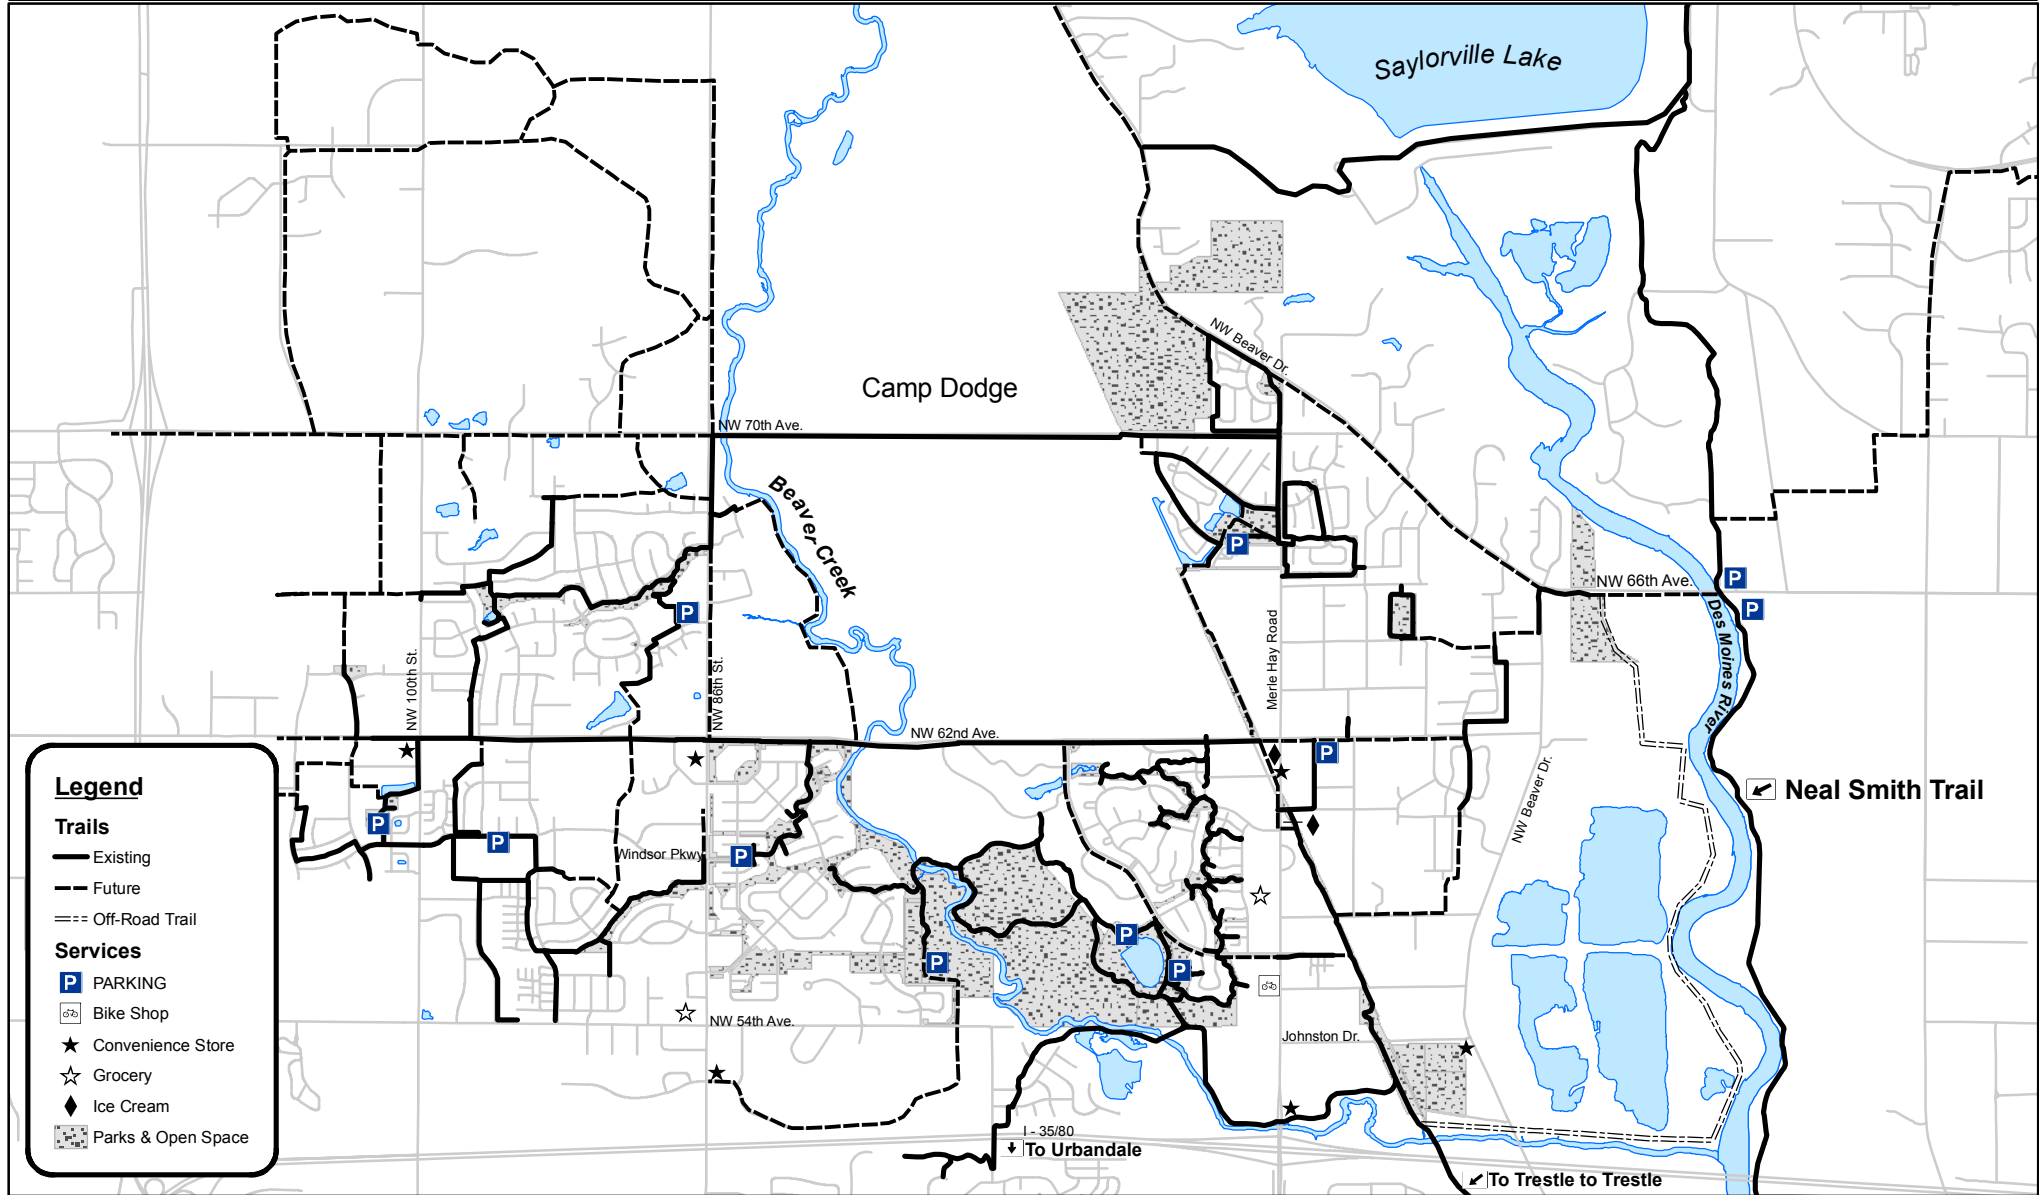 Saylorville Lake
NW Beaver Dr.
Camp Dodge
NW 70th Ave.
Beaver Creek
P
NW 66th Ave.
P
P
P
Des Moines River
NW 100th St.
NW 86th St.
Merle Hay Road
NW 62nd Ave.
P
NW Beaver Dr.
Neal Smith Trail
P
P
Windsor Pkwy
P
P
P
P
NW 54th Ave.
Johnston Dr.
I - 35/80
To Urbandale
To Trestle to Trestle
Legend
Trails
Existing
Future
Off-Road Trail
Services
P PARKING
Bike Shop
Convenience Store
Grocery
Ice Cream
Parks & Open Space